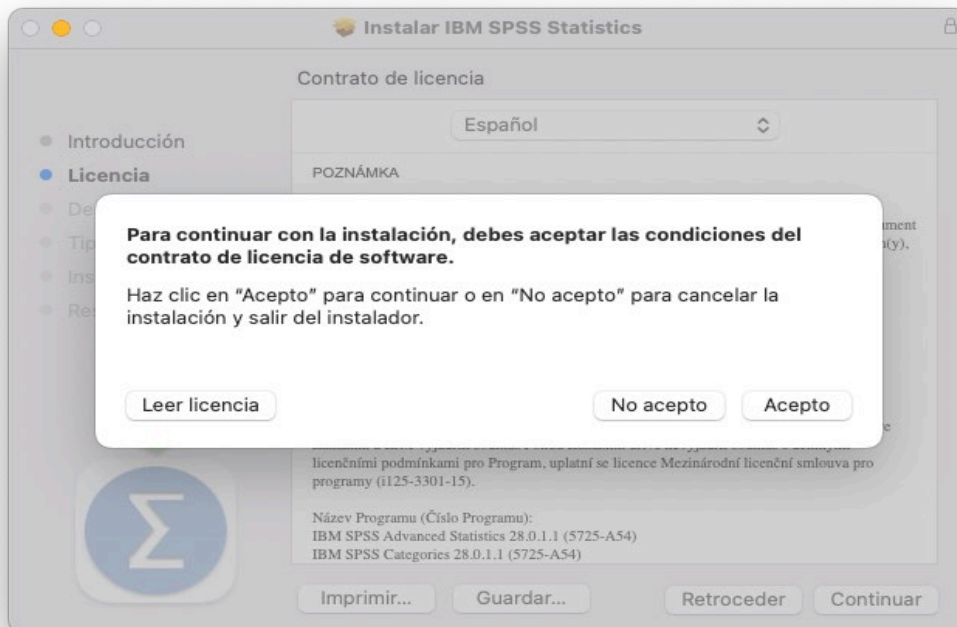 Instalar IBM SPSS Statistics
Contrato de licencia
Español
Introducción
Licencia
POZNÁMKA
Para continuar con la instalación, debes aceptar las condiciones del
contrato de licencia de software.
Haz clic en "Acepto" para continuar o en "No acepto" para cancelar la
instalación y salir del instalador.
Leer licencia
No acepto
Acepto
licenčními podmínkami pro Program, uplatní se licence Mezinárodní licenční smlouva pro
programy (i125-3301-15).
Název Programu (Číslo Programu):
IBM SPSS Advanced Statistics 28.0.1.1 (5725-A54)
IBM SPSS Categories 28.0.1.1 (5725-A54)
Imprimir...
Guardar...
Retroceder
Continuar